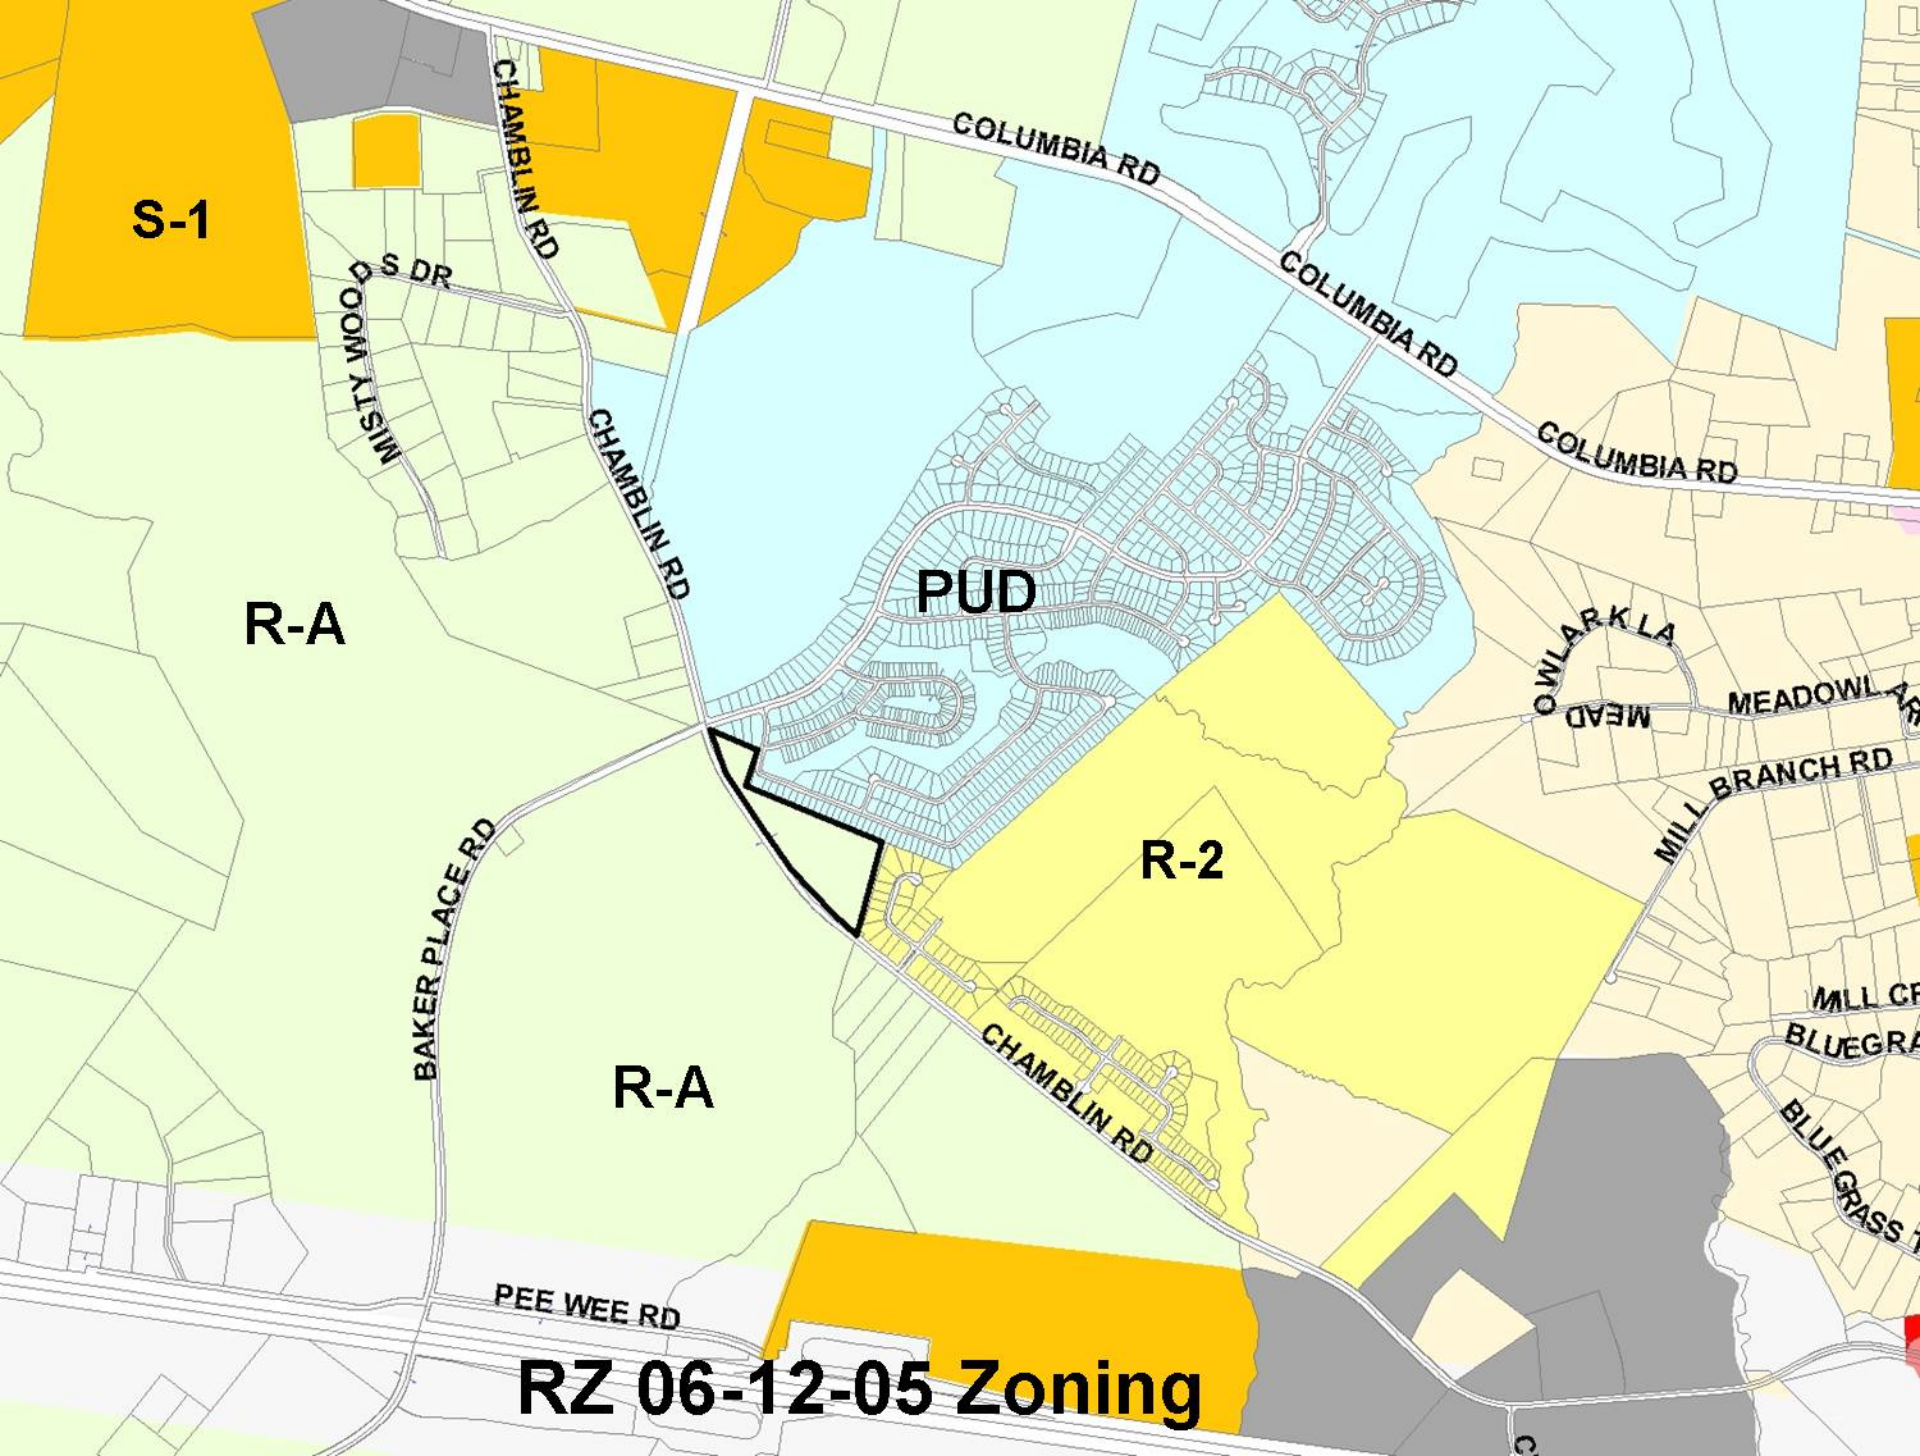 COLUMBIA RD
CHAMBLIN RD
S-1
COLUMBIA RD
MISTY WOODS DR
COLUMBIA RD
CHAMBLIN RD
PUD
R-A
MEADOWLARK LA
MEADOWLAR
MILL BRANCH RD
R-2
BAKER PLACE RD
MILL CR
BLUEGRA
CHAMBLIN RD
R-A
BLUEGRASS T
PEE WEE RD
RZ 06-12-05 Zoning
C